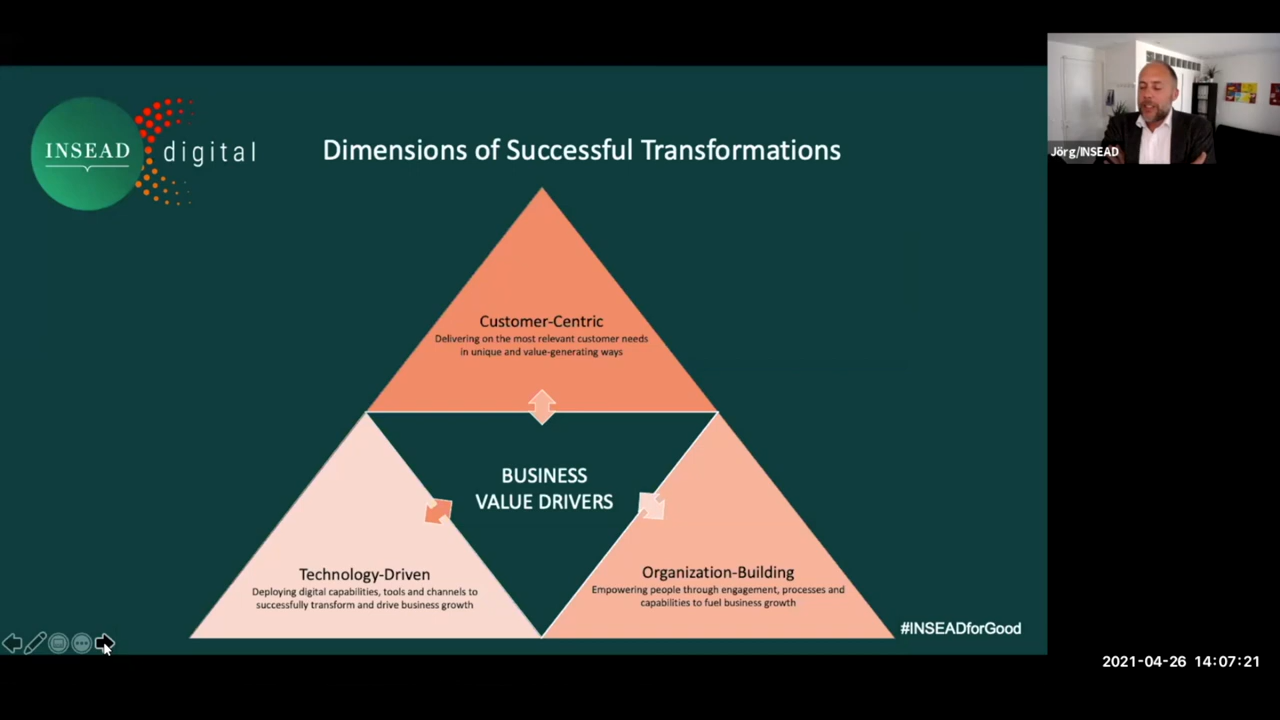 INSEAD
digital
Dimensions of Successful Transformations
Jörg/INSEAD
Customer-Centric
Delivering on the most relevant customer needs
in unique and value-generating ways
BUSINESS
VALUE DRIVERS
Technology-Driven
Deploying digital capabilities, tools and channels to
successfully transform and drive business growth
Organization-Building
Empowering people through engagement, processes and
capabilities to fuel business growth
#INSEADforGood
2021-04-26 14:07:21